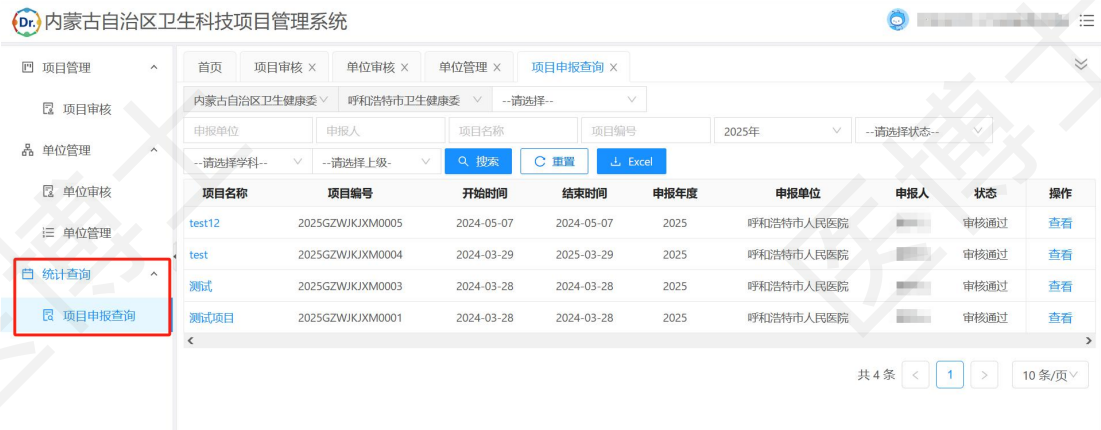 Dr. 内蒙古自治区卫生科技项目管理系统
项目管理
项目审核
单位管理
单位审核
单位管理
统计查询
项目申报查询
首页 项目审核 × 单位审核 × 单位管理 × 项目申报查询 ×
内蒙古自治区卫生健康委 呼和浩特市卫生健康委 --请选择--
申报单位 申报人 项目名称 项目编号 2025年 --请选择状态--
--请选择学科-- --请选择上级- 搜索 重置 Excel
项目名称 项目编号 开始时间 结束时间 申报年度 申报单位 申报人 状态 操作
test12 2025GZWJKJXM0005 2024-05-07 2024-05-07 2025 呼和浩特市人民医院 审核通过 查看
test 2025GZWJKJXM0004 2024-03-29 2025-03-29 2025 呼和浩特市人民医院 审核通过 查看
测试 2025GZWJKJXM0003 2024-03-28 2024-03-28 2025 呼和浩特市人民医院 审核通过 查看
测试项目 2025GZWJKJXM0001 2024-03-28 2024-03-28 2025 呼和浩特市人民医院 审核通过 查看
共 4 条 < 1 > 10 条/页